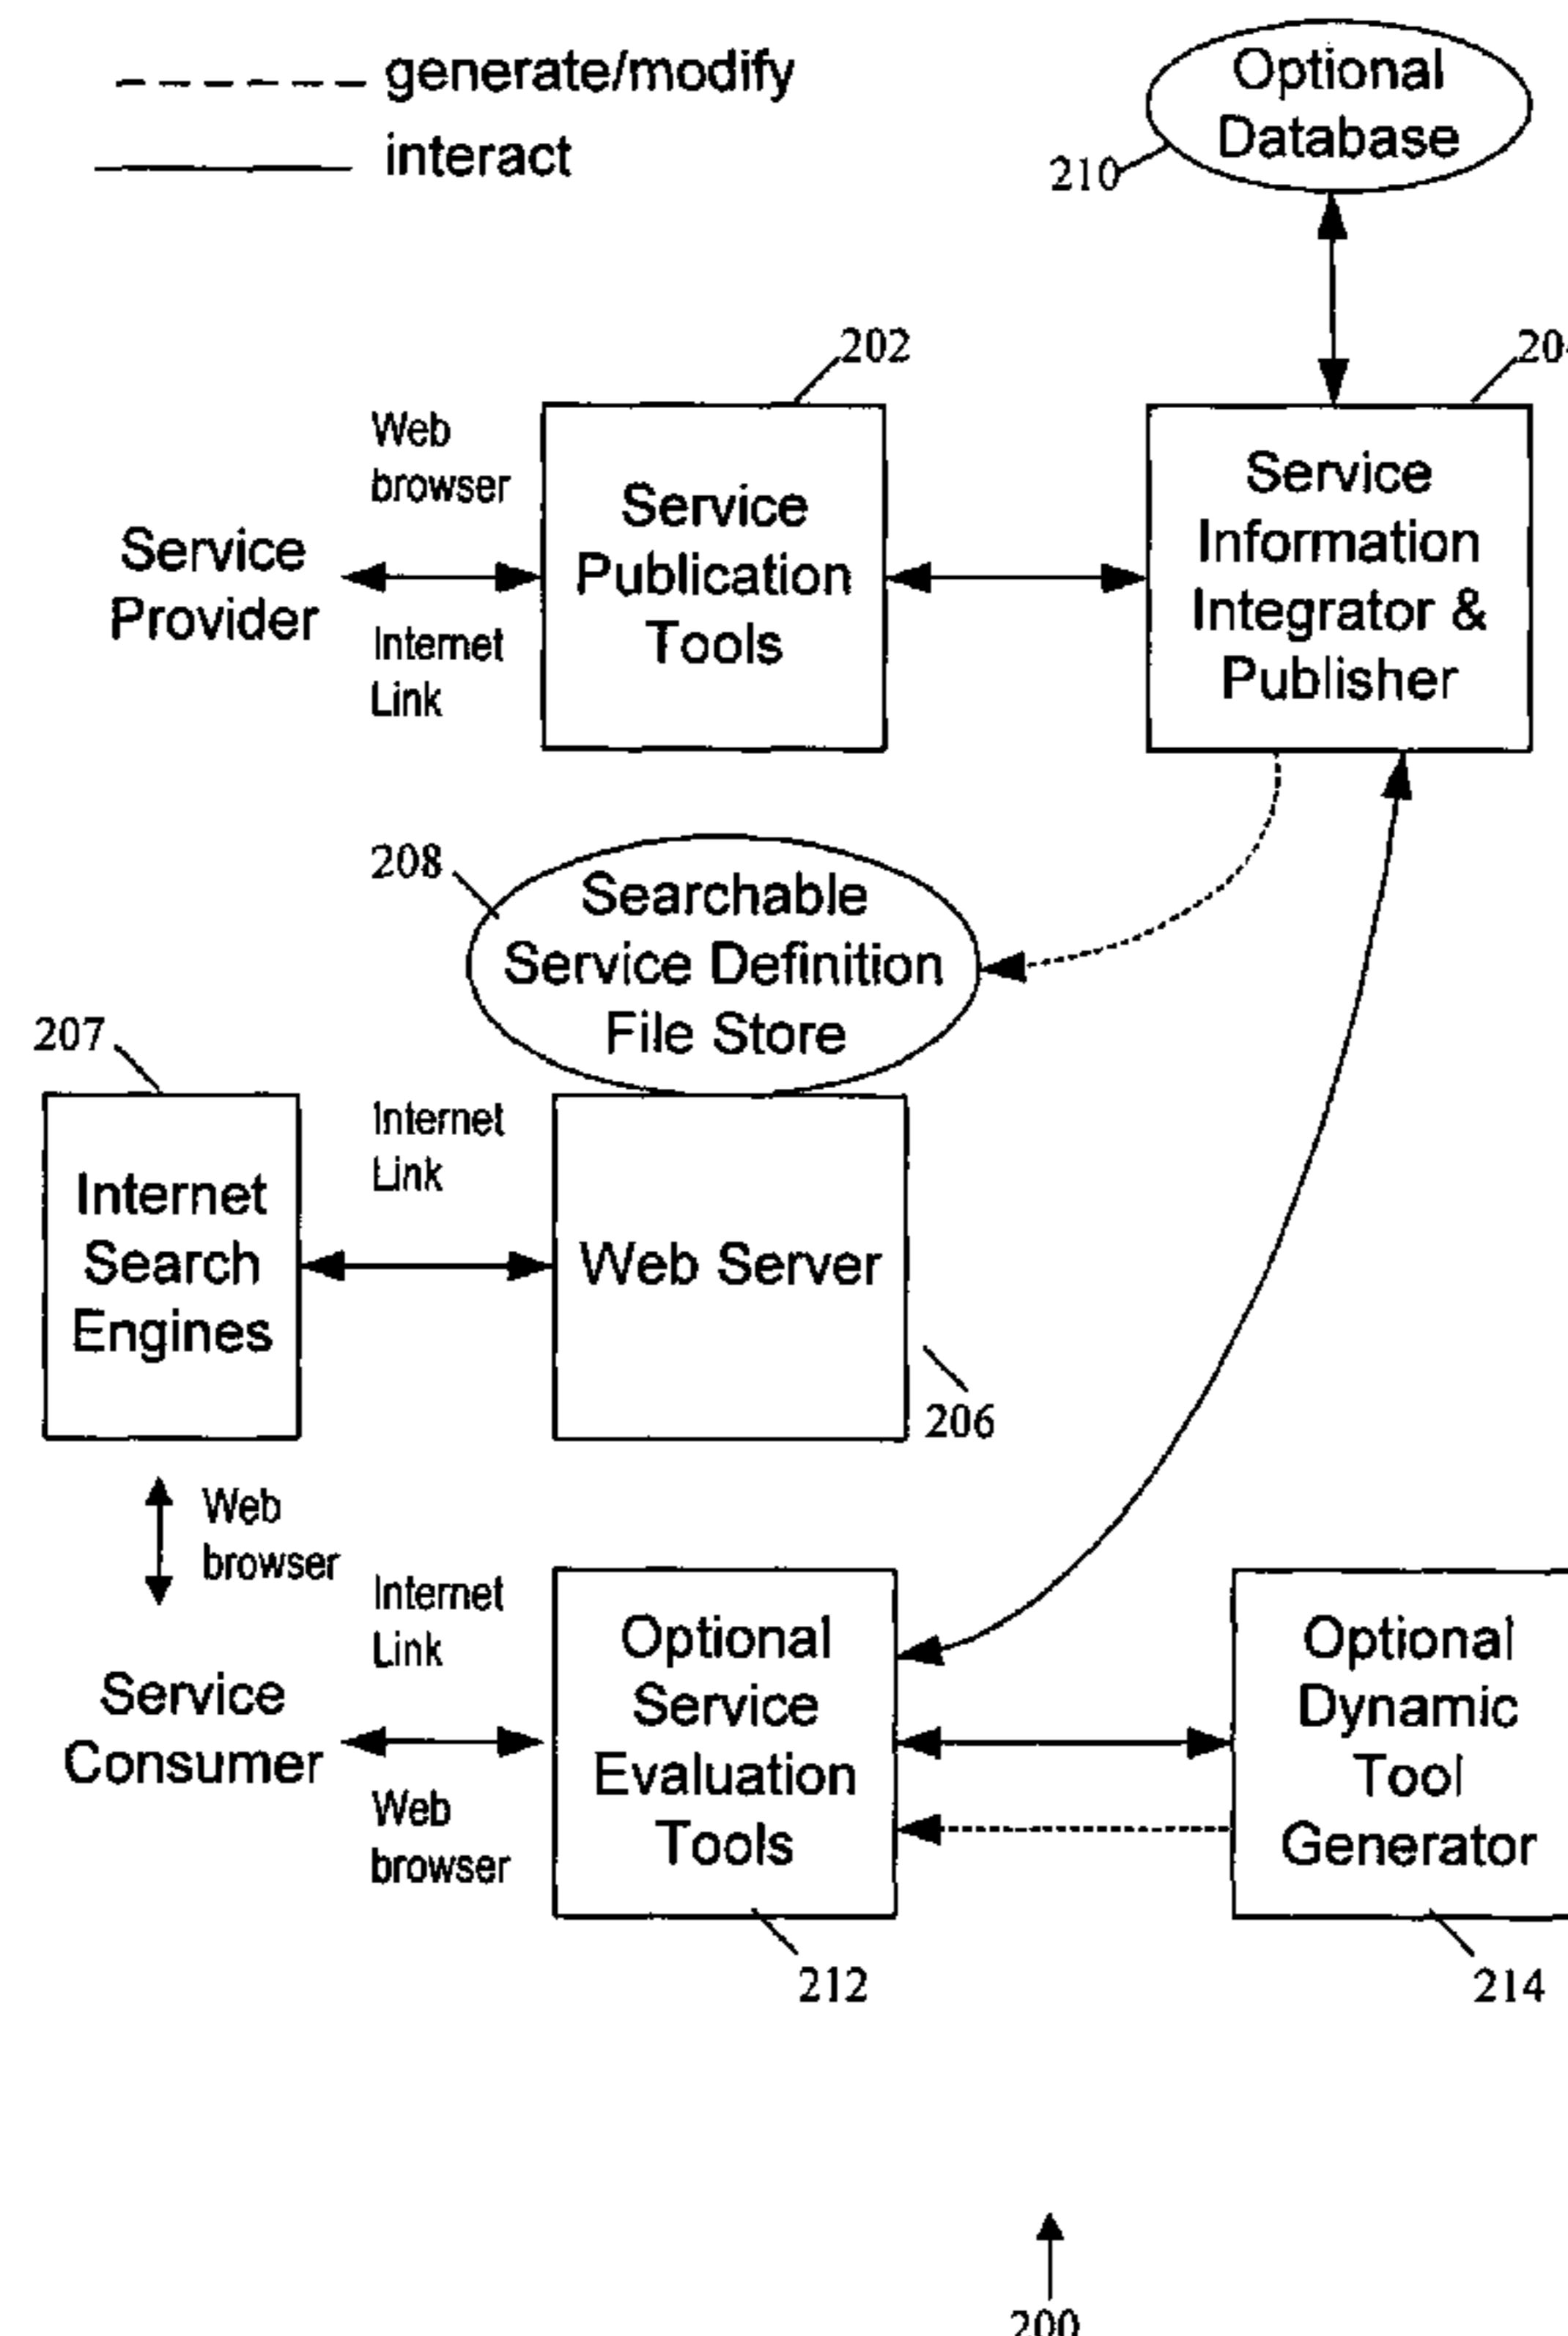 generate/modify
interact
Optional
Database
210
202
Web
browser
Service
Provider
Internet
Link
Service
Publication
Tools
Service
Information
Integrator &
Publisher
208
Searchable
Service Definition
File Store
207
Internet
Search
Engines
Internet
Link
Web Server
206
Web
browser
Internet
Link
Service
Consumer
Web
browser
Optional
Service
Evaluation
Tools
212
Optional
Dynamic
Tool
Generator
214
200